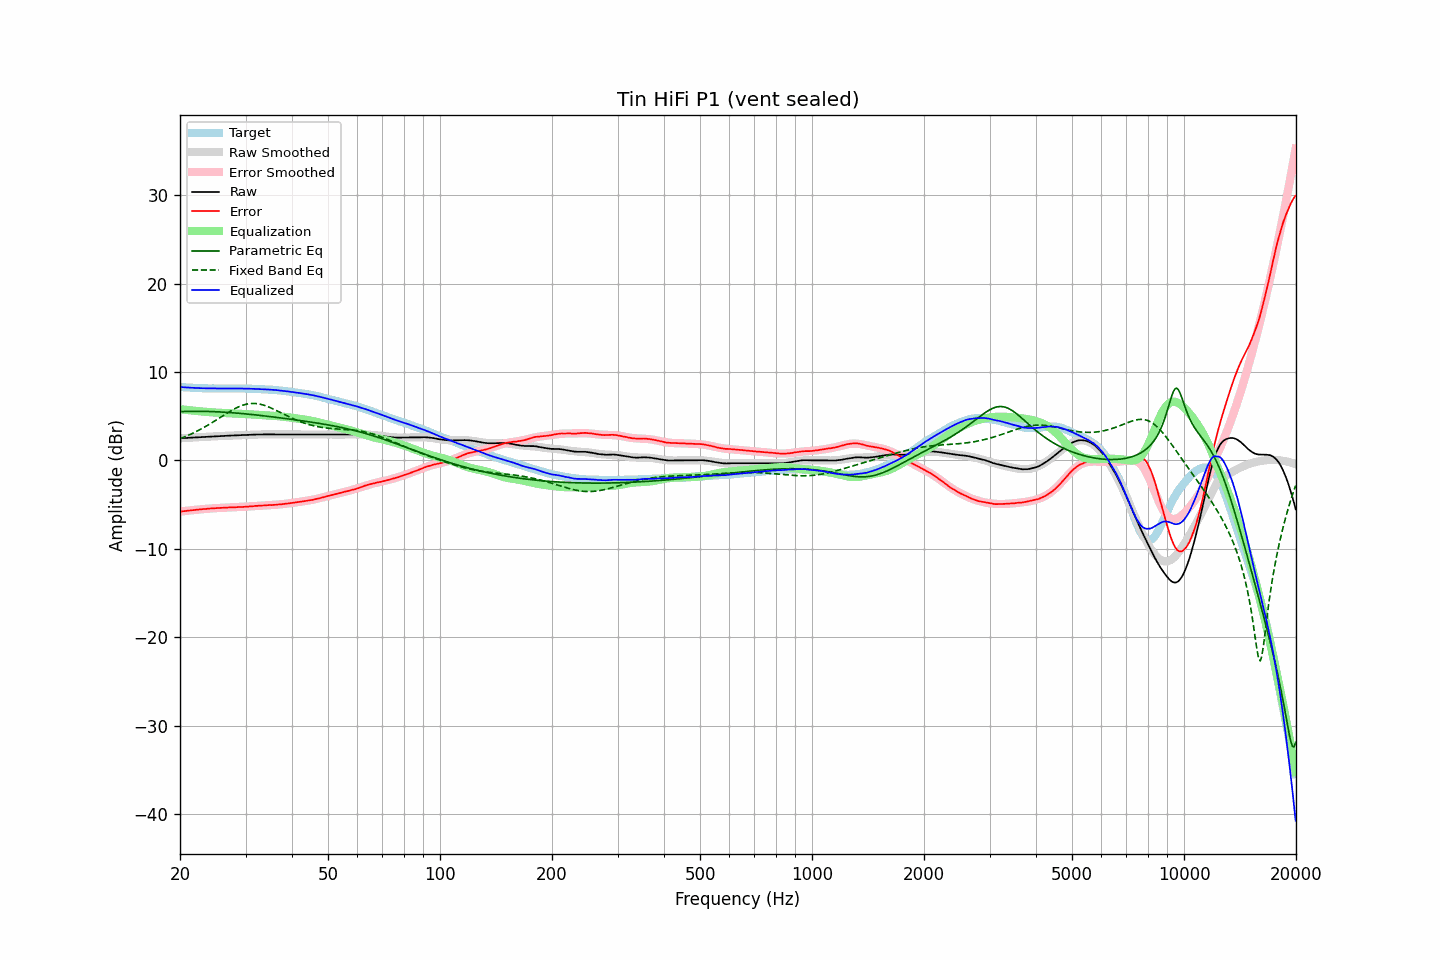 Tin HiFi P1 (vent sealed)
Target
Raw Smoothed
Error Smoothed
Raw
Error
Equalization
Parametric Eq
Fixed Band Eq
Equalized
30
20
10
0
−10
−20
−30
−40
Amplitude (dBr)
20
50
100
200
500
1000
2000
5000
10000
20000
Frequency (Hz)